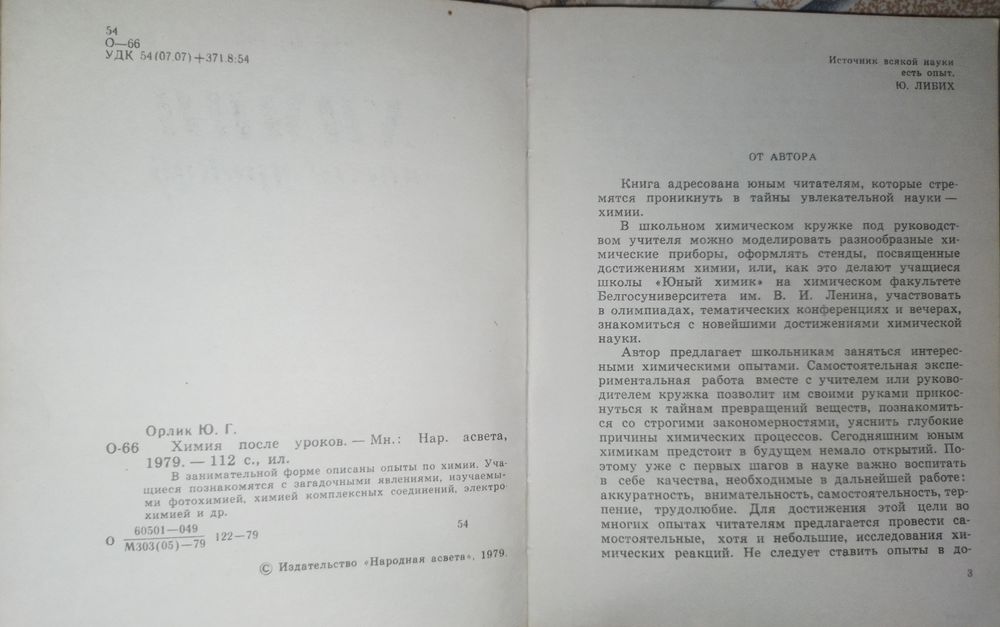 54
О—66
УДК 54(07.07)+371.8:54
Орлик Ю. Г.
О-66 Химия после уроков. — Мн.: Нар. асвета,
1979. — 112 с., ил.
В занимательной форме описаны опыты по химии. Уча-
щиеся познакомятся с загадочными явлениями, изучаемы-
ми фотохимией, химией комплексных соединений, электро-
химией и др.
О 60501—049
М303(05)—79 122—79
54
© Издательство «Народная асвета», 1979.
Источник всякой науки
есть опыт.
Ю. ЛИБИХ
ОТ АВТОРА
Книга адресована юным читателям, которые стре-
мятся проникнуть в тайны увлекательной науки —
химии.
В школьном химическом кружке под руководст-
вом учителя можно моделировать разнообразные хи-
мические приборы, оформлять стенды, посвященные
достижениям химии, или, как это делают учащиеся
школы «Юный химик» на химическом факультете
Белгосуниверситета им. В. И. Ленина, участвовать
в олимпиадах, тематических конференциях и вечерах,
знакомиться с новейшими достижениями химической
науки.
Автор предлагает школьникам заняться интерес-
ными химическими опытами. Самостоятельная экспе-
риментальная работа вместе с учителем или руково-
дителем кружка позволит им своими руками прикос-
нуться к тайнам превращений веществ, познакомить-
ся со строгими закономерностями, уяснить глубокие
причины химических процессов. Сегодняшним юным
химикам предстоит в будущем немало открытий. По-
этому уже с первых шагов в науке важно воспитать
в себе качества, необходимые в дальнейшей работе:
аккуратность, внимательность, самостоятельность, тер-
пение, трудолюбие. Для достижения этой цели во
многих опытах читателям предлагается провести са-
мостоятельные, хотя и небольшие, исследования хи-
мических реакций. Не следует ставить опыты в до-
3